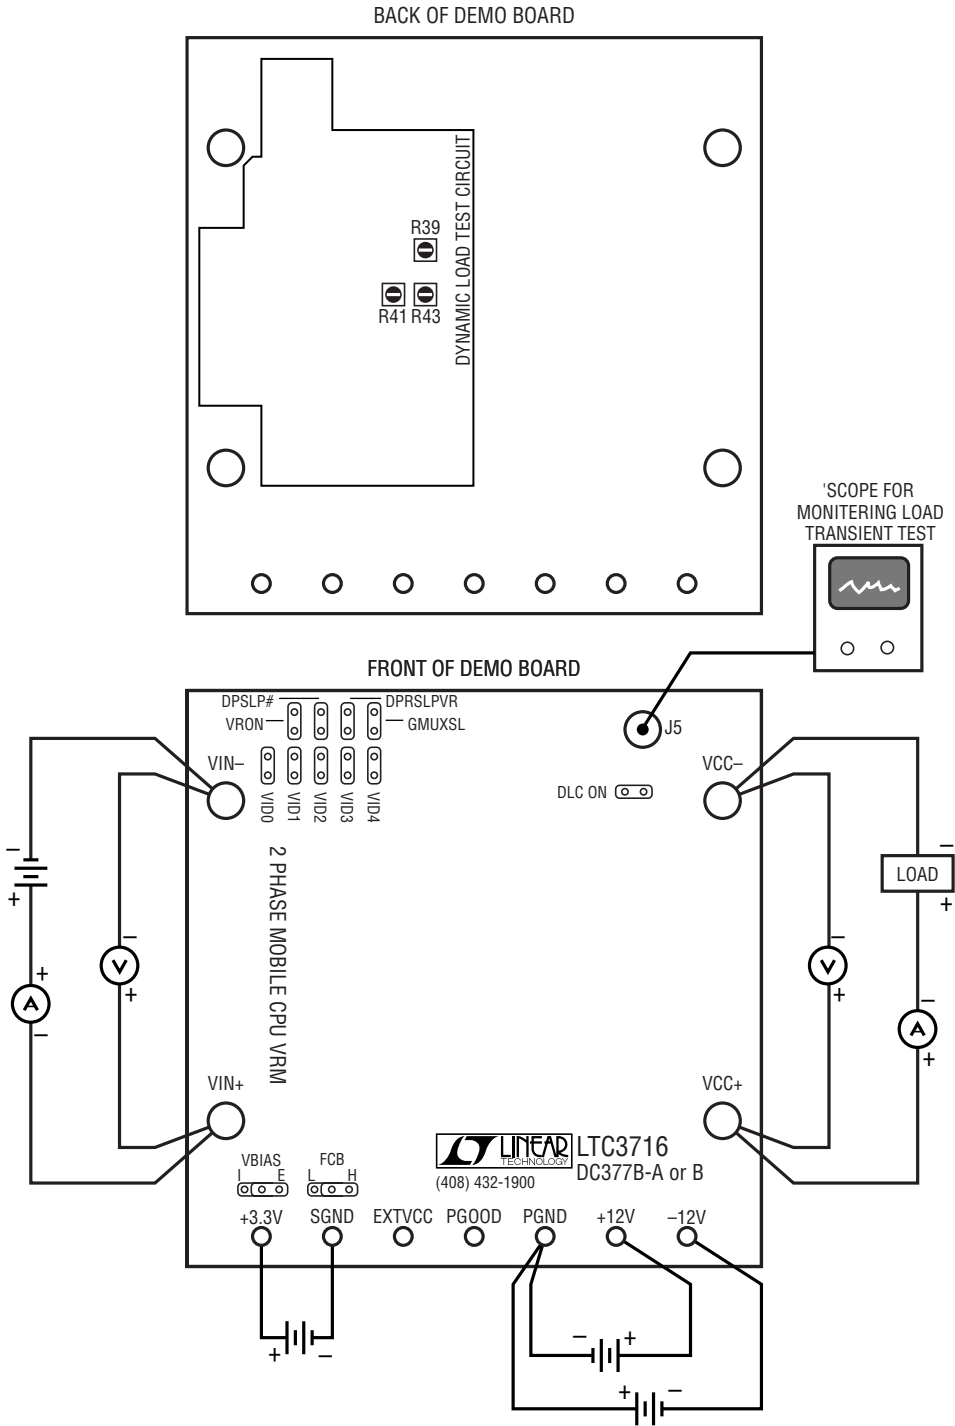 BACK OF DEMO BOARD
DYNAMIC LOAD TEST CIRCUIT
R39
R41 R43
'SCOPE FOR
MONITERING LOAD
TRANSIENT TEST
FRONT OF DEMO BOARD
DPSLP#
DPRSLPVR
VRON
GMUXSL
J5
VIN–
VCC–
VID0
VID1
VID2
VID3
VID4
DLC ON
2 PHASE MOBILE CPU VRM
–
+
–
V
+
+
A
–
–
V
+
–
LOAD
+
–
A
+
VIN+
VCC+
LINEAR
TECHNOLOGY
LTC3716
DC377B-A or B
(408) 432-1900
VBIAS
I E
FCB
L H
+3.3V
SGND
EXTVCC
PGOOD
PGND
+12V
–12V
+ –
– +
+ –